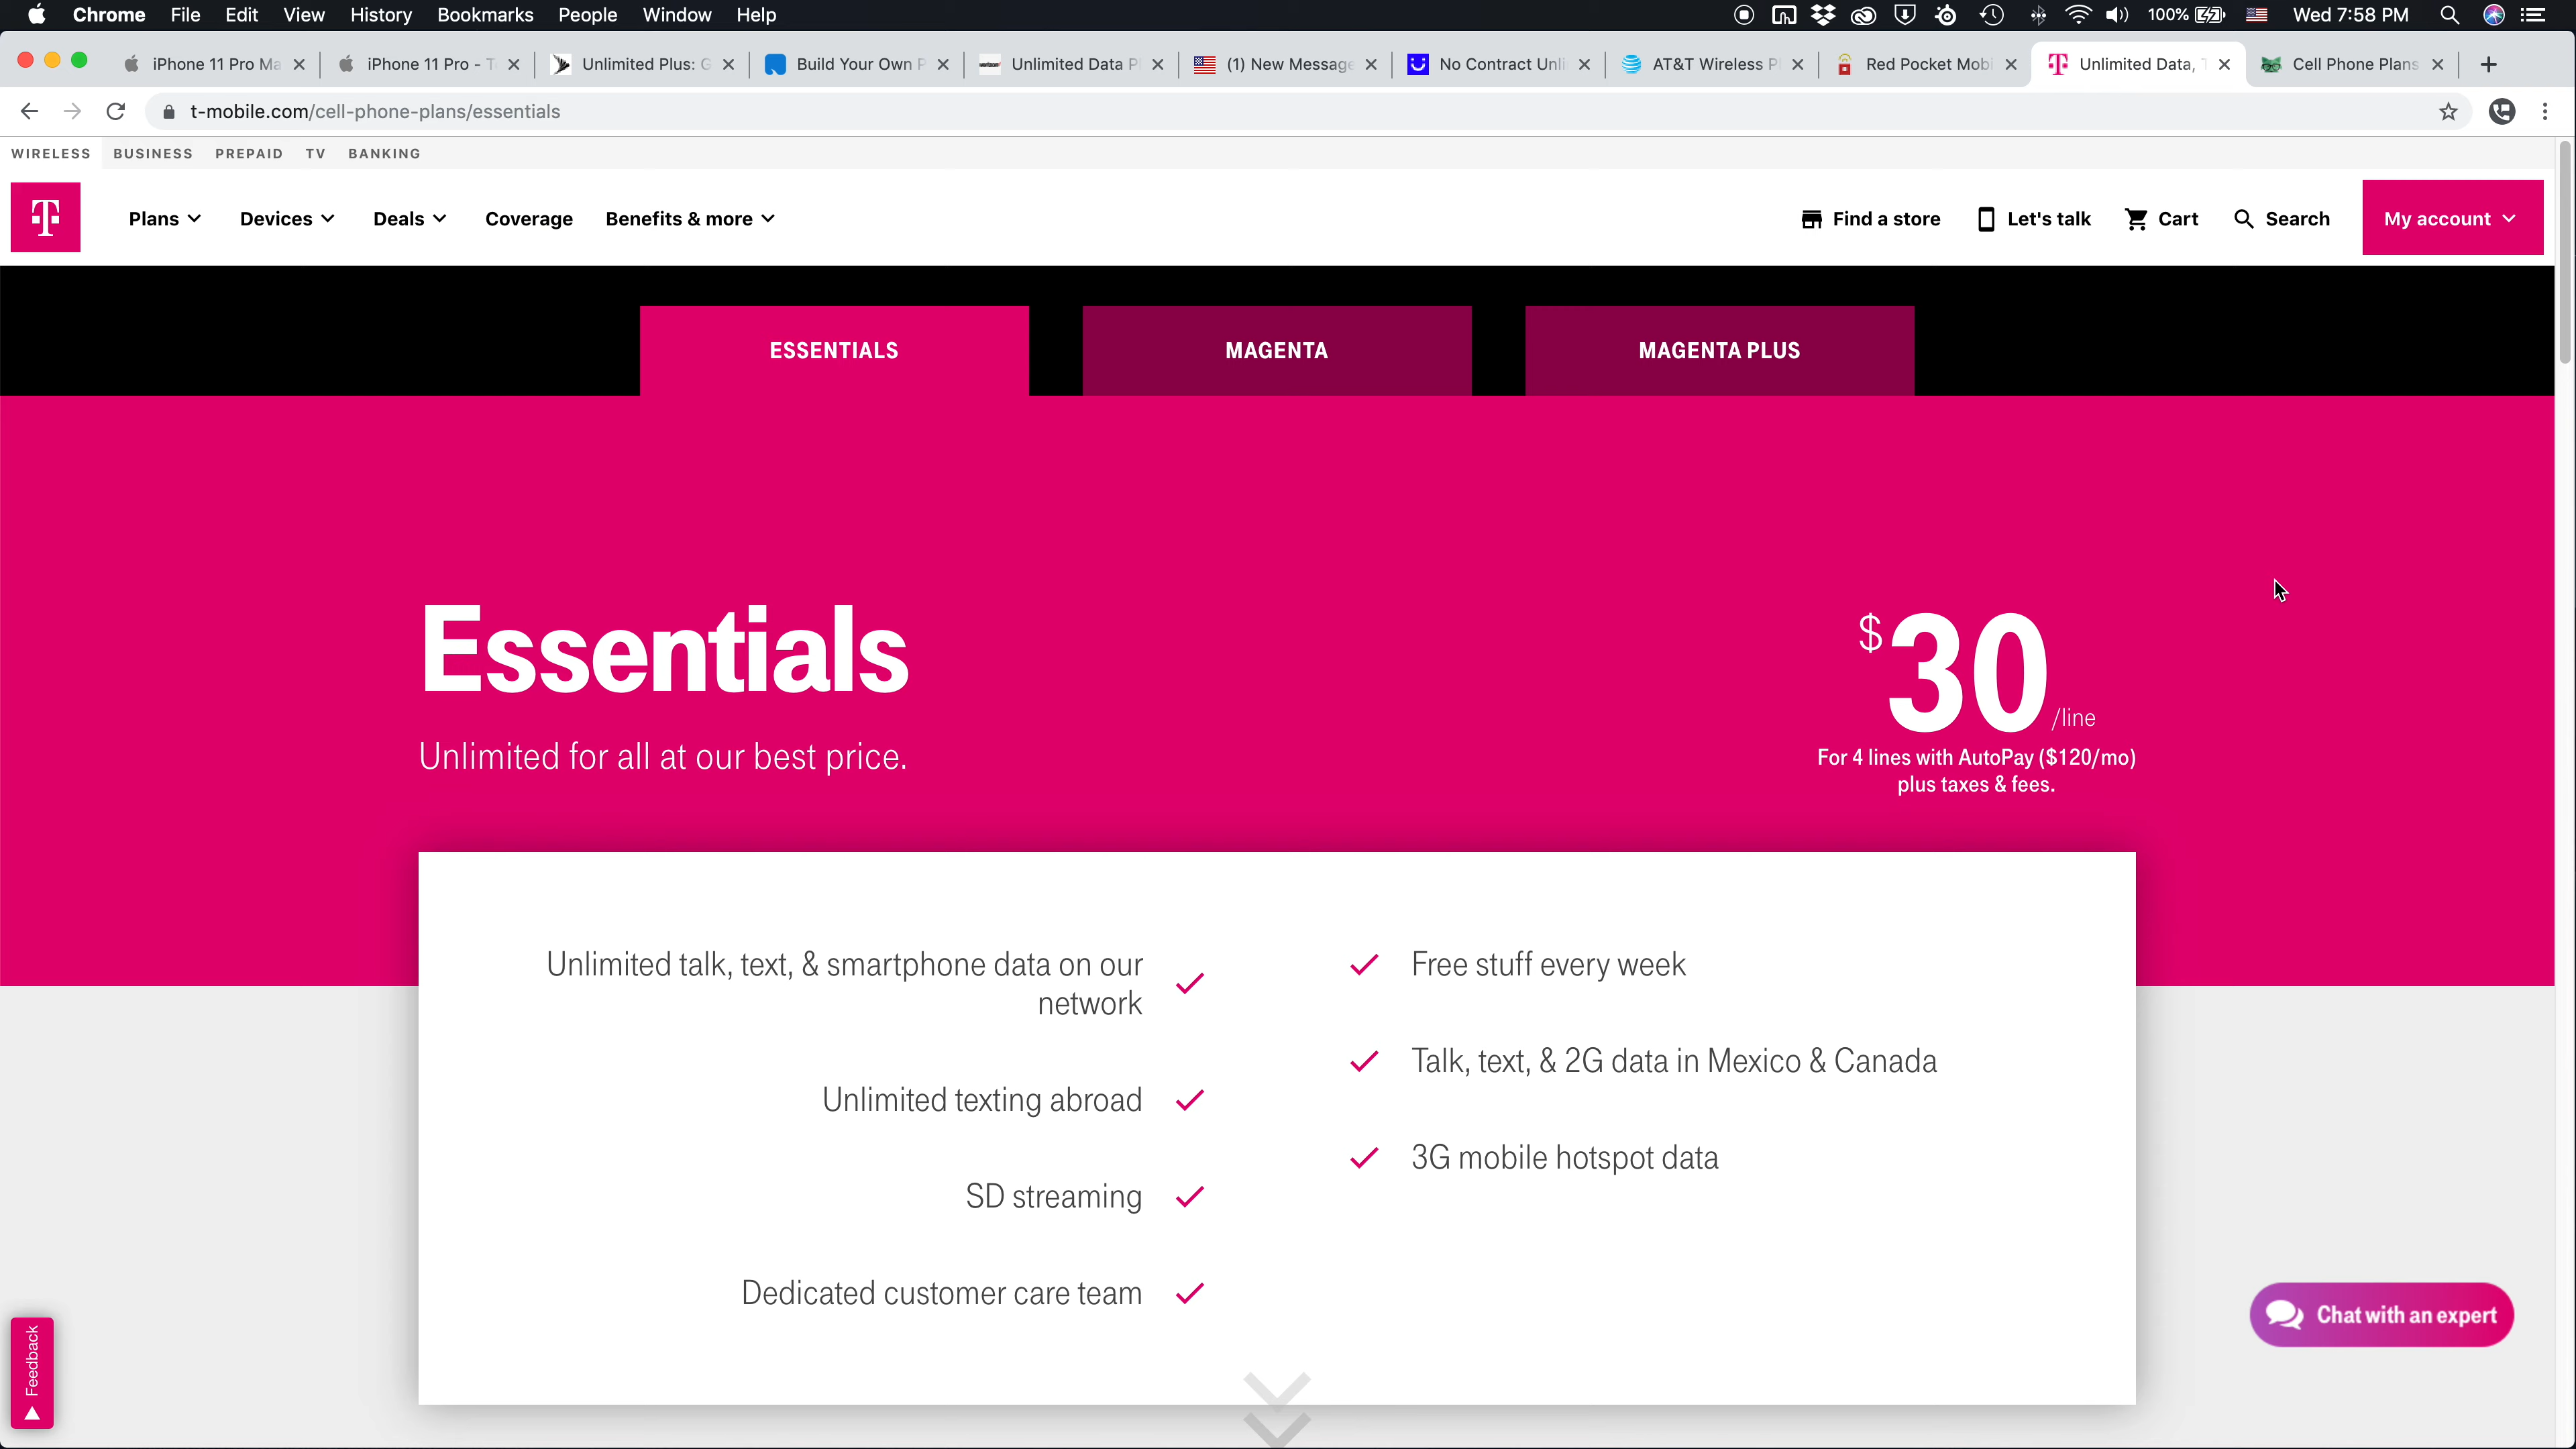 Chrome File Edit View History Bookmarks People Window Help 100% Wed 7:58 PM
iPhone 11 Pro Ma iPhone 11 Pro - T Unlimited Plus: G Build Your Own P Unlimited Data Pl (1) New Message No Contract Unli AT&T Wireless Pl Red Pocket Mobi Unlimited Data, T Cell Phone Plans
t-mobile.com/cell-phone-plans/essentials
WIRELESS BUSINESS PREPAID TV BANKING
T Plans Devices Deals Coverage Benefits & more Find a store Let's talk Cart Search My account
ESSENTIALS MAGENTA MAGENTA PLUS
Essentials
Unlimited for all at our best price.
$30/line
For 4 lines with AutoPay ($120/mo)
plus taxes & fees.
Unlimited talk, text, & smartphone data on our
network
Unlimited texting abroad
SD streaming
Dedicated customer care team
Free stuff every week
Talk, text, & 2G data in Mexico & Canada
3G mobile hotspot data
Feedback
Chat with an expert